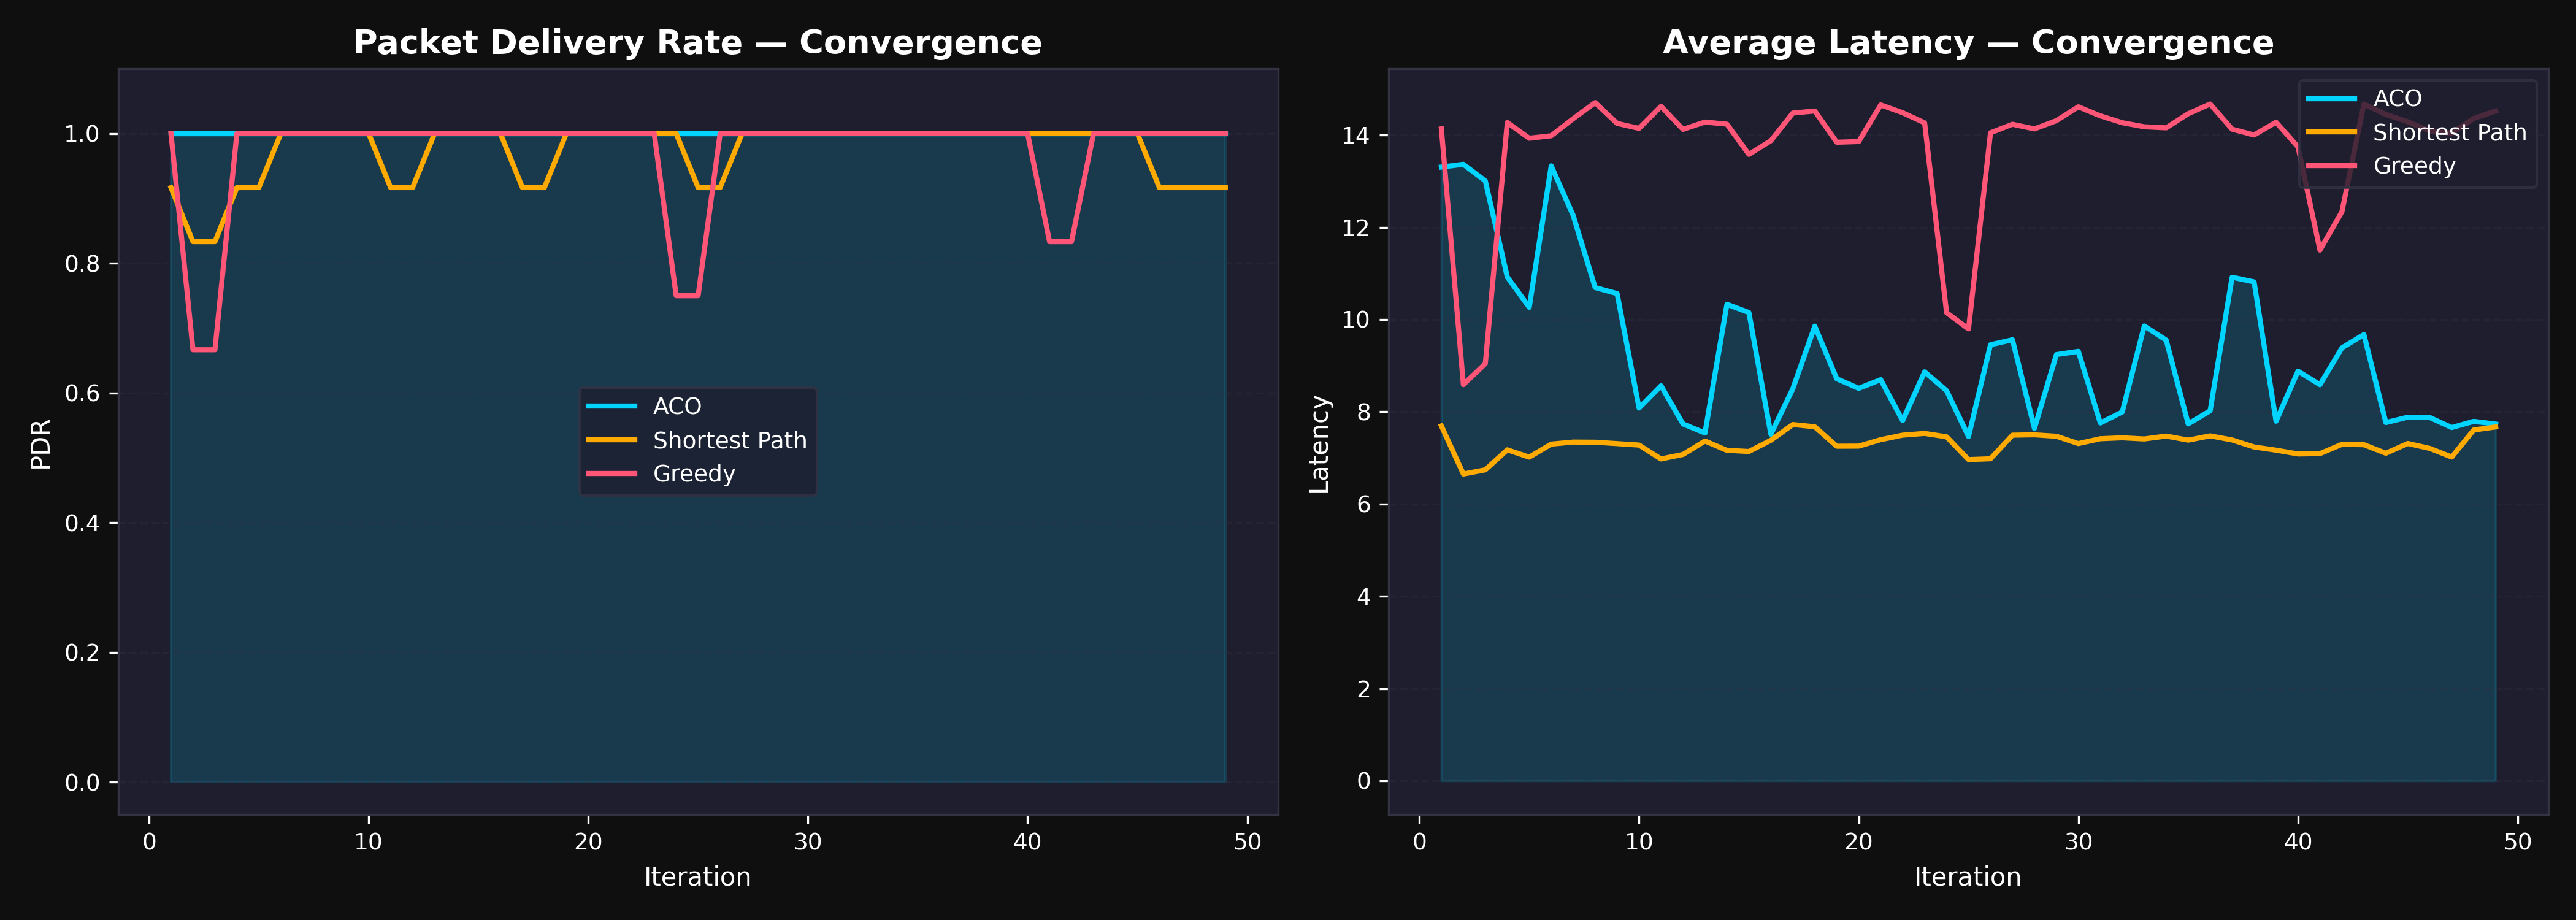 Packet Delivery Rate — Convergence
PDR
1.0
0.8
0.6
0.4
0.2
0.0
ACO
Shortest Path
Greedy
0 10 20 30 40 50
Iteration
Average Latency — Convergence
Latency
14
12
10
8
6
4
2
0
ACO
Shortest Path
Greedy
0 10 20 30 40 50
Iteration